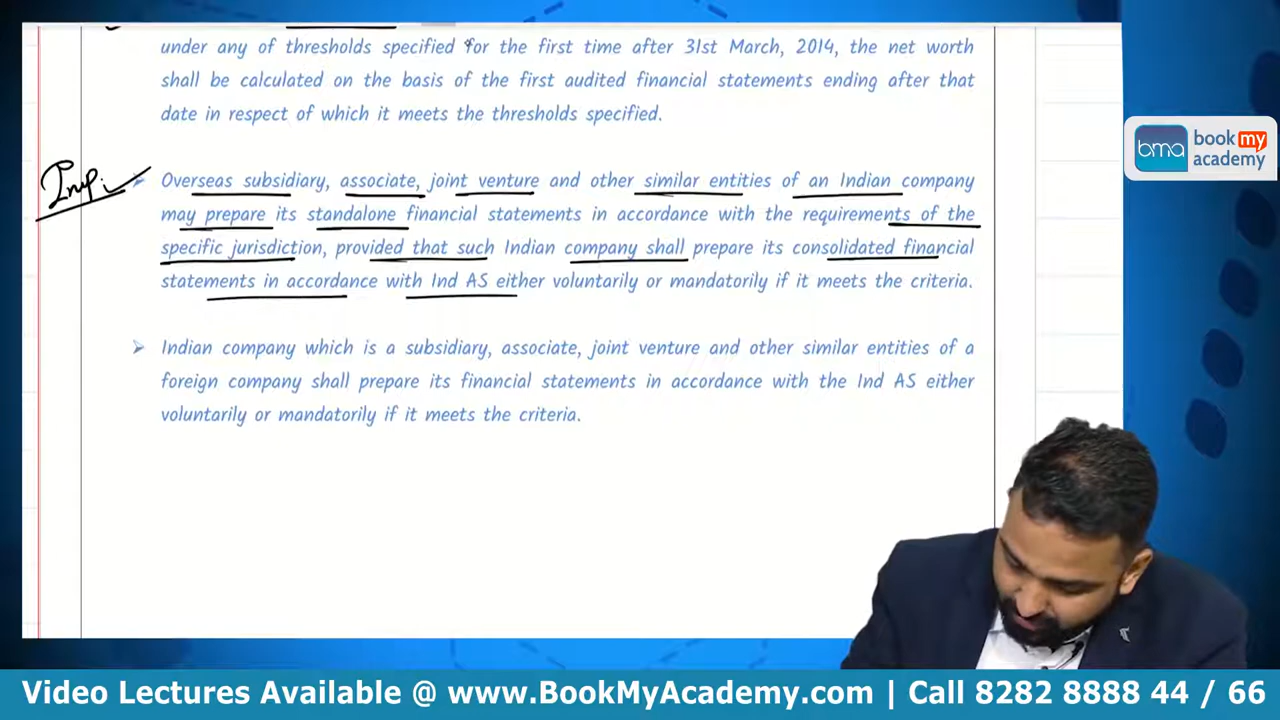 under any of thresholds specified for the first time after 31st March, 2014, the net worth
shall be calculated on the basis of the first audited financial statements ending after that
date in respect of which it meets the thresholds specified.
Imp.
➢ Overseas subsidiary, associate, joint venture and other similar entities of an Indian company
may prepare its standalone financial statements in accordance with the requirements of the
specific jurisdiction, provided that such Indian company shall prepare its consolidated financial
statements in accordance with Ind AS either voluntarily or mandatorily if it meets the criteria.
➢ Indian company which is a subsidiary, associate, joint venture and other similar entities of a
foreign company shall prepare its financial statements in accordance with the Ind AS either
voluntarily or mandatorily if it meets the criteria.
bma book my
academy
Video Lectures Available @ www.BookMyAcademy.com | Call 8282 8888 44 / 66